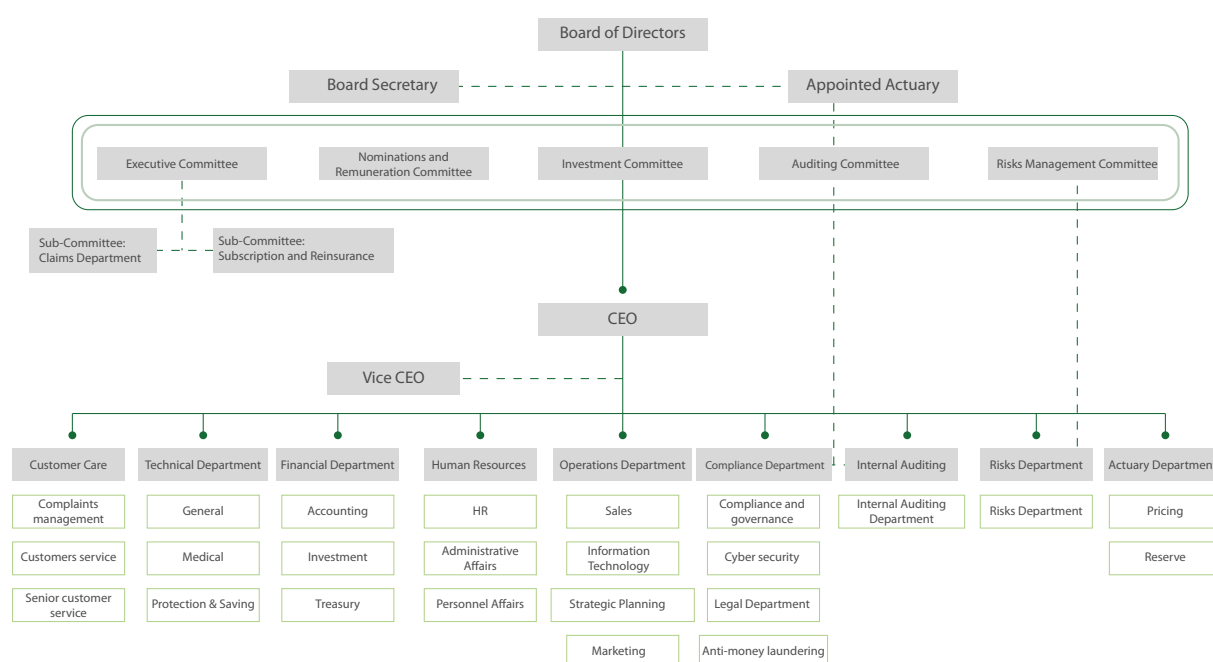 Board of Directors
Board Secretary
Appointed Actuary
Executive Committee
Nominations and
Remuneration Committee
Investment Committee
Auditing Committee
Risks Management Committee
Sub-Committee:
Claims Department
Sub-Committee:
Subscription and Reinsurance
CEO
Vice CEO
Customer Care
Technical Department
Financial Department
Human Resources
Operations Department
Compliance Department
Internal Auditing
Risks Department
Actuary Department
Complaints
management
General
Accounting
HR
Sales
Compliance and
governance
Internal Auditing
Department
Risks Department
Pricing
Customers service
Medical
Investment
Administrative
Affairs
Information
Technology
Cyber security
Reserve
Senior customer
service
Protection & Saving
Treasury
Personnel Affairs
Strategic Planning
Legal Department
Marketing
Anti-money laundering